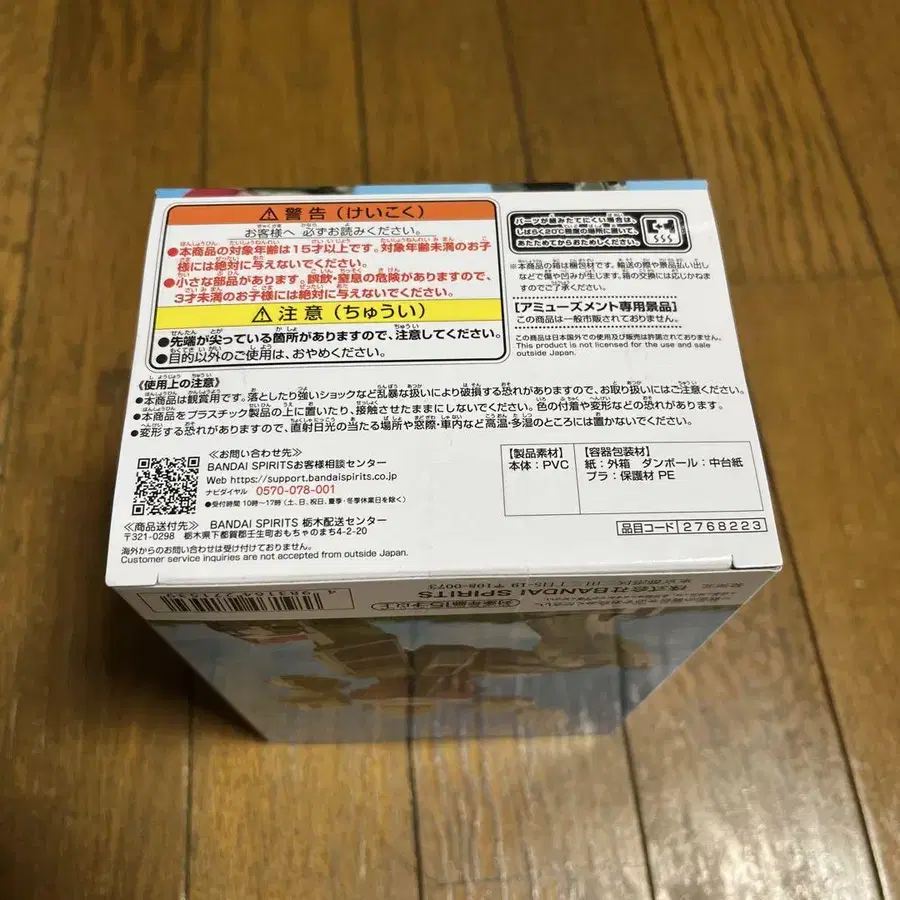 ⚠警告(けいこく)
お客様へ 必ずお読みください。
●本商品の対象年齢は15才以上です。対象年齢未満のお子
様には絶対に与えないでください。
●小さな部品があります。誤飲・窒息の危険がありますので、
3才未満のお子様には絶対に与えないでください。
⚠注意(ちゅうい)
●先端が尖っている箇所がありますので、注意してください。
●目的以外のご使用は、おやめください。
パーツが組みたてにくい場合は、
しばらく20℃程度の場所に置いて、
あたためてからおためしください。
※本商品の箱は梱包材です。輸送の際や景品払い出し
などで傷や凹みが生じます。箱の交換には応じかねます
のでご了承ください。
[アミューズメント専用景品]
この商品は一般市販されておりません。
この商品は日本国外での使用及び販売は許諾されておりません。
This product is not licensed for the use and sale
outside Japan.
《使用上の注意》
●本商品は観賞用です。落としたり強いショックなど乱暴な扱いにより破損する恐れがありますので、お取り扱いにはご注意ください。
●本商品をプラスチック製品の上に置いたり、接触させたままにしないでください。色の付着や変形などの恐れがあります。
●変形する恐れがありますので、直射日光の当たる場所や窓際・車内など高温・多湿のところには置かないでください。
≪お問い合わせ先≫
BANDAI SPIRITSお客様相談センター
Web https://support.bandaispirits.co.jp
ナビダイヤル 0570-078-001
●受付時間 10時〜17時(土、日、祝日、夏季・冬季休業日を除く)
≪商品送付先≫ BANDAI SPIRITS 栃木配送センター
〒321-0298 栃木県下都賀郡壬生町おもちゃのまち4-2-20
海外からのお問い合わせは受け付けておりません。
Customer service inquiries are not accepted from outside Japan.
【製品素材】
本体:PVC
【容器包装材】
紙:外箱 ダンボール:中台紙
プラ:保護材 PE
品目コード 2768223
株式会社BANDAI SPIRITS
対象年齢15才以上